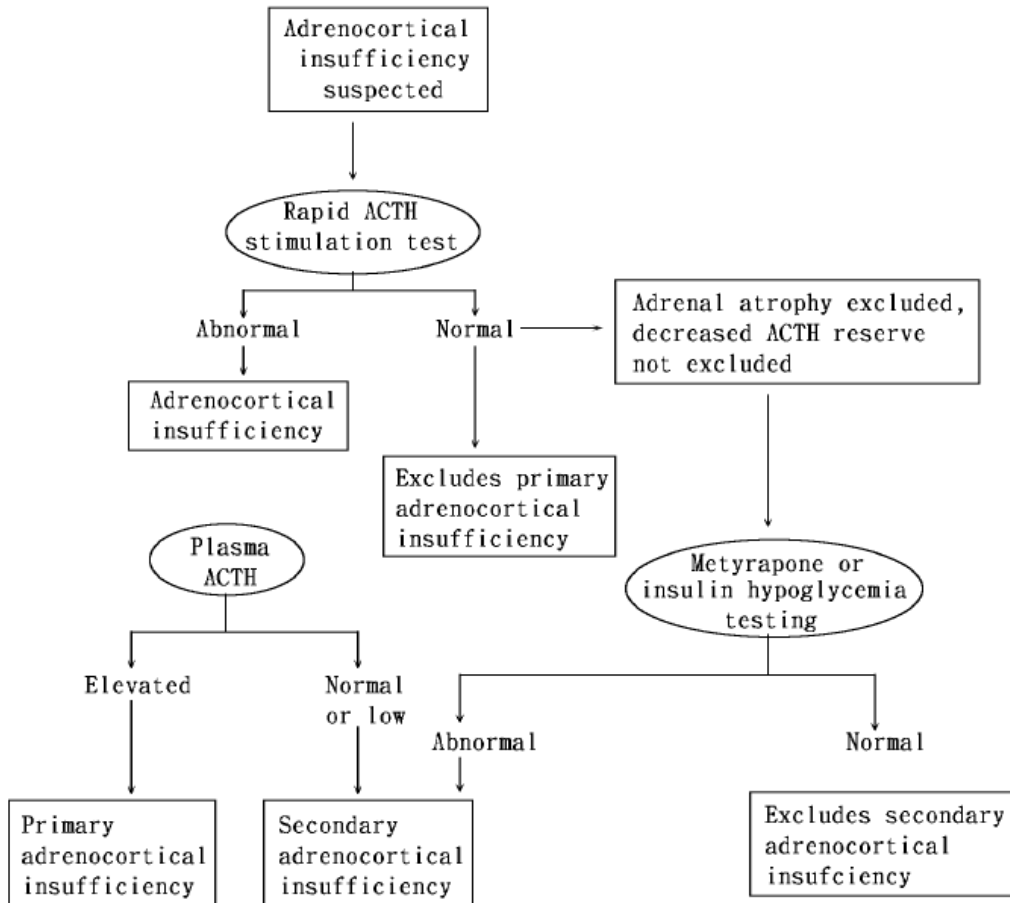 Adrenocortical
insufficiency
suspected
Rapid ACTH
stimulation test
Abnormal
Normal
Adrenal atrophy excluded,
decreased ACTH reserve
not excluded
Adrenocortical
insufficiency
Excludes primary
adrenocortical
insufficiency
Plasma
ACTH
Metyrapone or
insulin hypoglycemia
testing
Elevated
Normal
or low
Abnormal
Normal
Primary
adrenocortical
insufficiency
Secondary
adrenocortical
insufficiency
Excludes secondary
adrenocortical
insufciency